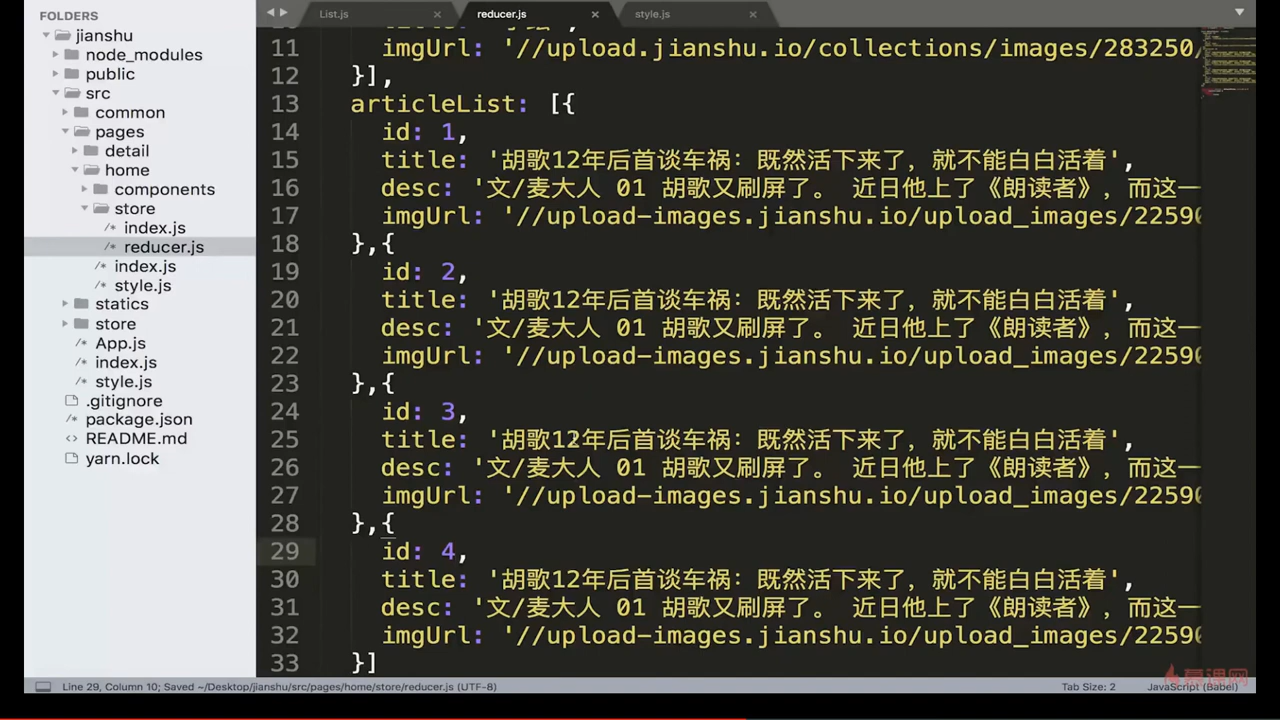 FOLDERS
jianshu
node_modules
public
src
common
pages
detail
home
components
store
index.js
reducer.js
index.js
style.js
statics
store
App.js
index.js
style.js
.gitignore
package.json
README.md
yarn.lock
List.js
reducer.js
style.js
11 imgUrl: '//upload.jianshu.io/collections/images/283250/
12 }],
13 articleList: [{
14 id: 1,
15 title: '胡歌12年后首谈车祸：既然活下来了，就不能白白活着',
16 desc: '文/麦大人 01 胡歌又刷屏了。 近日他上了《朗读者》，而这一
17 imgUrl: '//upload-images.jianshu.io/upload_images/22590
18 },{
19 id: 2,
20 title: '胡歌12年后首谈车祸：既然活下来了，就不能白白活着',
21 desc: '文/麦大人 01 胡歌又刷屏了。 近日他上了《朗读者》，而这一
22 imgUrl: '//upload-images.jianshu.io/upload_images/22590
23 },{
24 id: 3,
25 title: '胡歌12年后首谈车祸：既然活下来了，就不能白白活着',
26 desc: '文/麦大人 01 胡歌又刷屏了。 近日他上了《朗读者》，而这一
27 imgUrl: '//upload-images.jianshu.io/upload_images/22590
28 },{
29 id: 4,
30 title: '胡歌12年后首谈车祸：既然活下来了，就不能白白活着',
31 desc: '文/麦大人 01 胡歌又刷屏了。 近日他上了《朗读者》，而这一
32 imgUrl: '//upload-images.jianshu.io/upload_images/22590
33 }]
慕课网
Line 29, Column 10; Saved ~/Desktop/jianshu/src/pages/home/store/reducer.js (UTF-8)
Tab Size: 2
JavaScript (Babel)